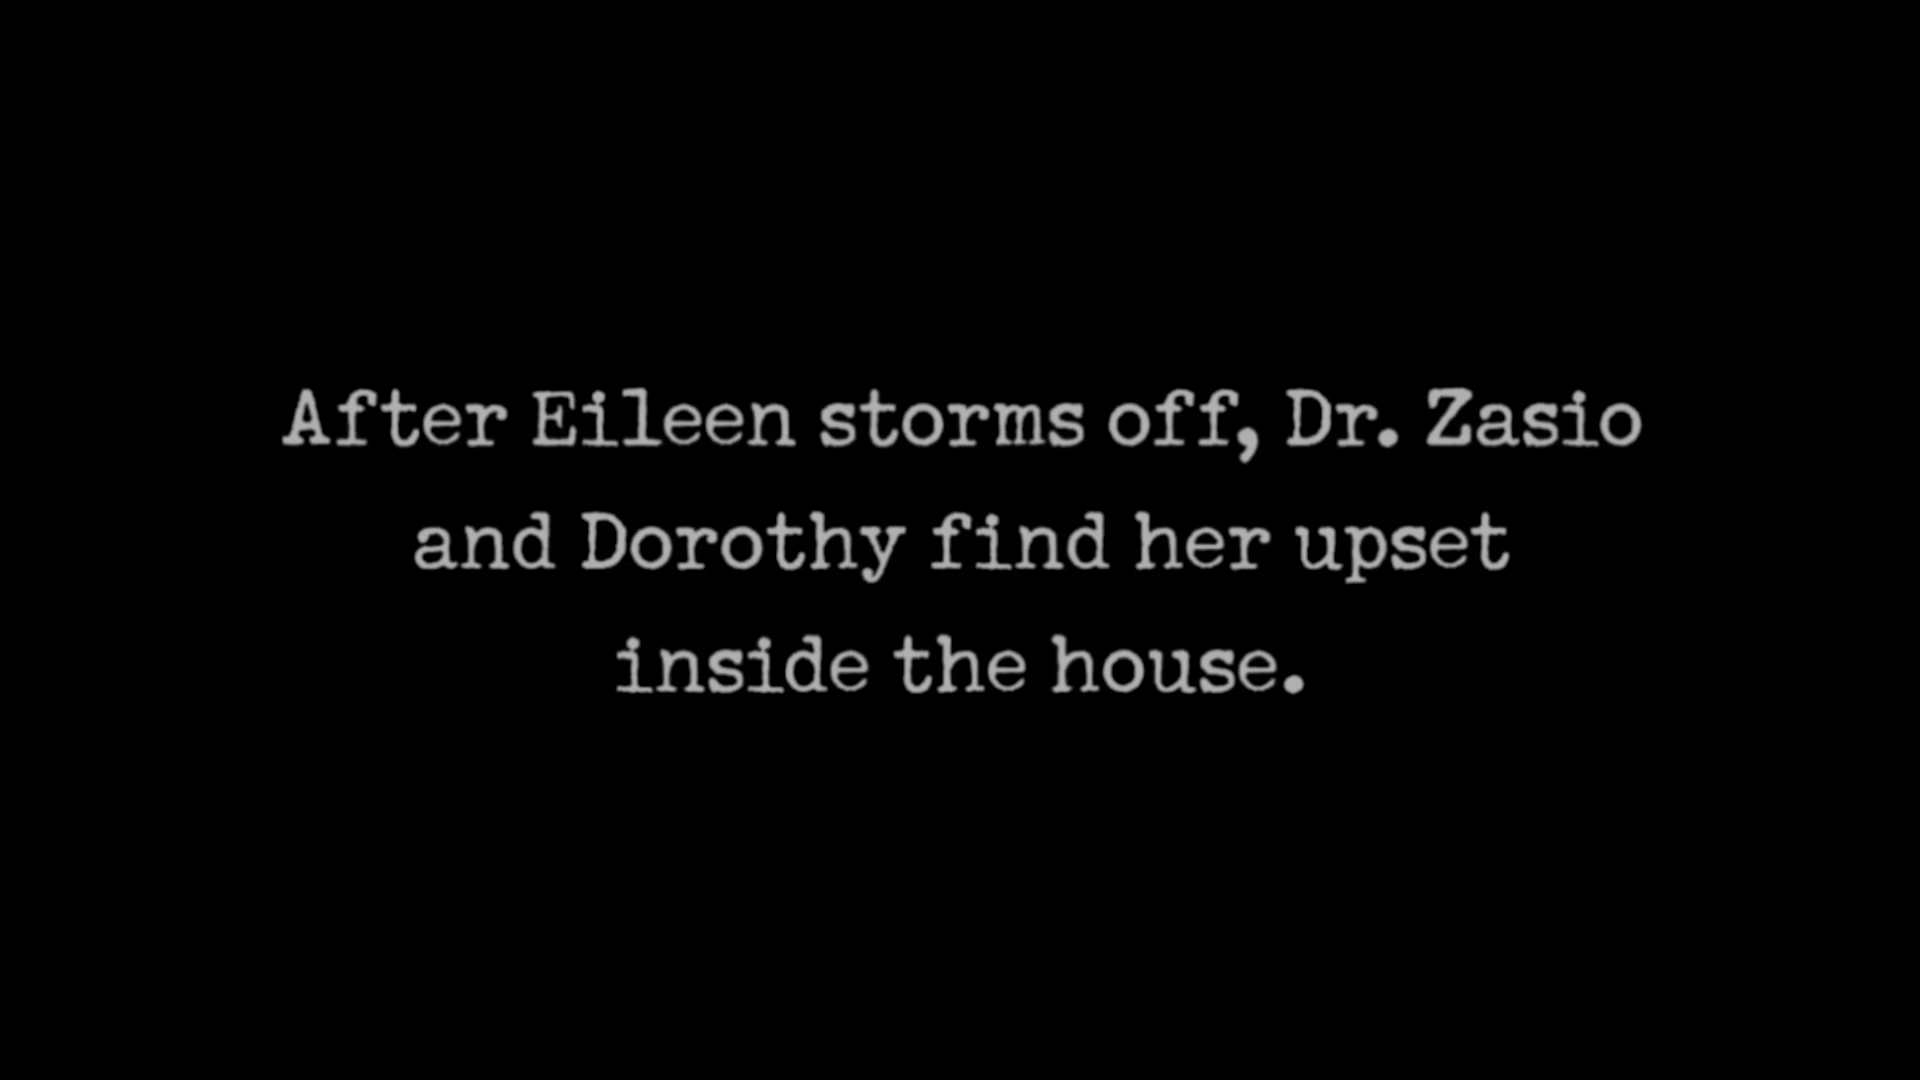 After Eileen storms off, Dr. Zasio
and Dorothy find her upset
inside the house.